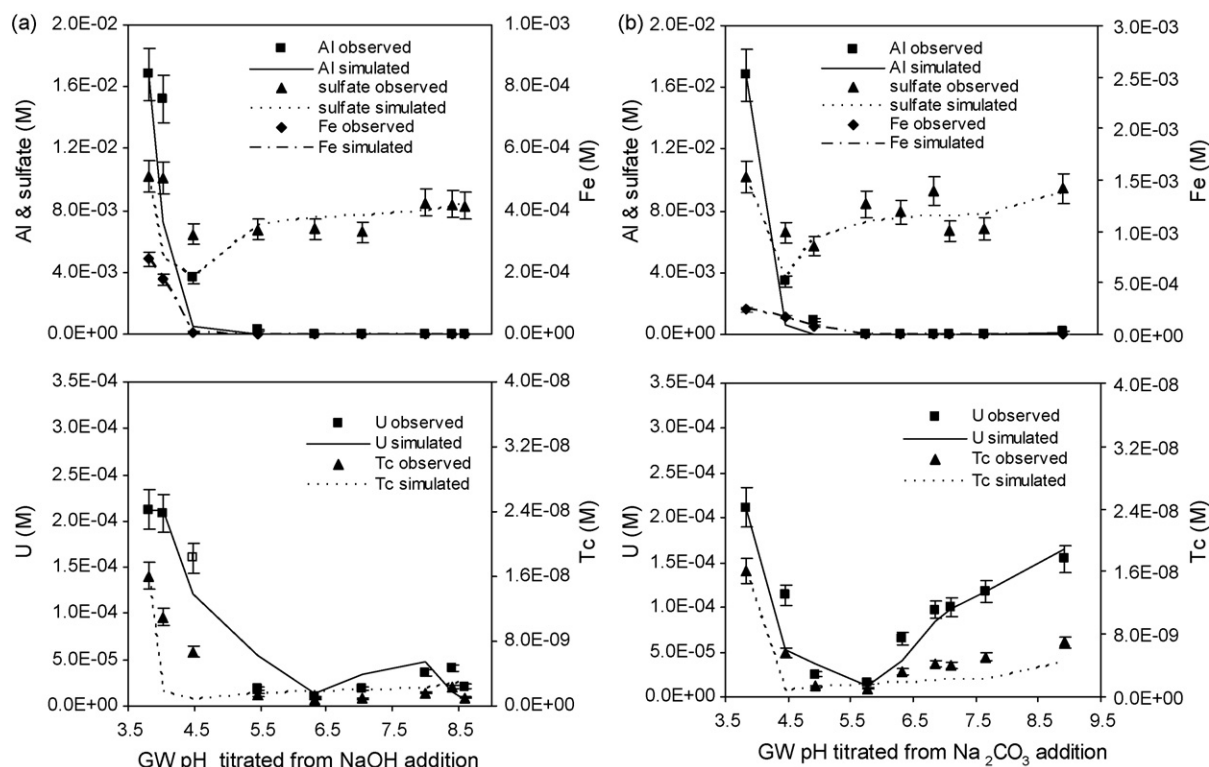 (a)
2.0E-02
1.6E-02
1.2E-02
8.0E-03
4.0E-03
0.0E+00
Al & sulfate (M)
Al observed
Al simulated
sulfate observed
sulfate simulated
Fe observed
Fe simulated
1.0E-03
8.0E-04
6.0E-04
4.0E-04
2.0E-04
0.0E+00
Fe (M)
(b)
2.0E-02
1.6E-02
1.2E-02
8.0E-03
4.0E-03
0.0E+00
Al & sulfate (M)
Al observed
Al simulated
sulfate observed
sulfate simulated
Fe observed
Fe simulated
3.0E-03
2.5E-03
2.0E-03
1.5E-03
1.0E-03
5.0E-04
0.0E+00
Fe (M)
3.5E-04
3.0E-04
2.5E-04
2.0E-04
1.5E-04
1.0E-04
5.0E-05
0.0E+00
U (M)
U observed
U simulated
Tc observed
Tc simulated
4.0E-08
3.2E-08
2.4E-08
1.6E-08
8.0E-09
0.0E+00
Tc (M)
3.5 4.5 5.5 6.5 7.5 8.5
GW pH titrated from NaOH addition
3.5E-04
3.0E-04
2.5E-04
2.0E-04
1.5E-04
1.0E-04
5.0E-05
0.0E+00
U (M)
U observed
U simulated
Tc observed
Tc simulated
4.0E-08
3.2E-08
2.4E-08
1.6E-08
8.0E-09
0.0E+00
Tc (M)
3.5 4.5 5.5 6.5 7.5 8.5 9.5
GW pH titrated from Na₂CO₃ addition